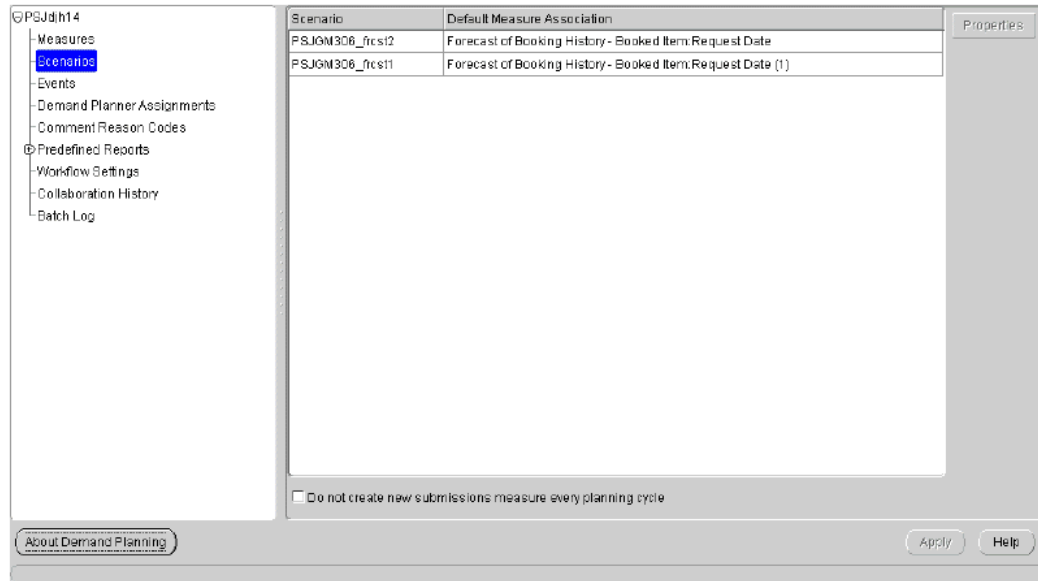 PSJdjh14
Measures
Scenarios
Events
Demand Planner Assignments
Comment Reason Codes
Predefined Reports
Workflow Settings
Collaboration History
Batch Log
Scenario Default Measure Association
PSJGM306_frcst2 Forecast of Booking History - Booked Item:Request Date
PSJGM306_frcst1 Forecast of Booking History - Booked Item:Request Date (1)
Properties
Do not create new submissions measure every planning cycle
About Demand Planning
Apply Help